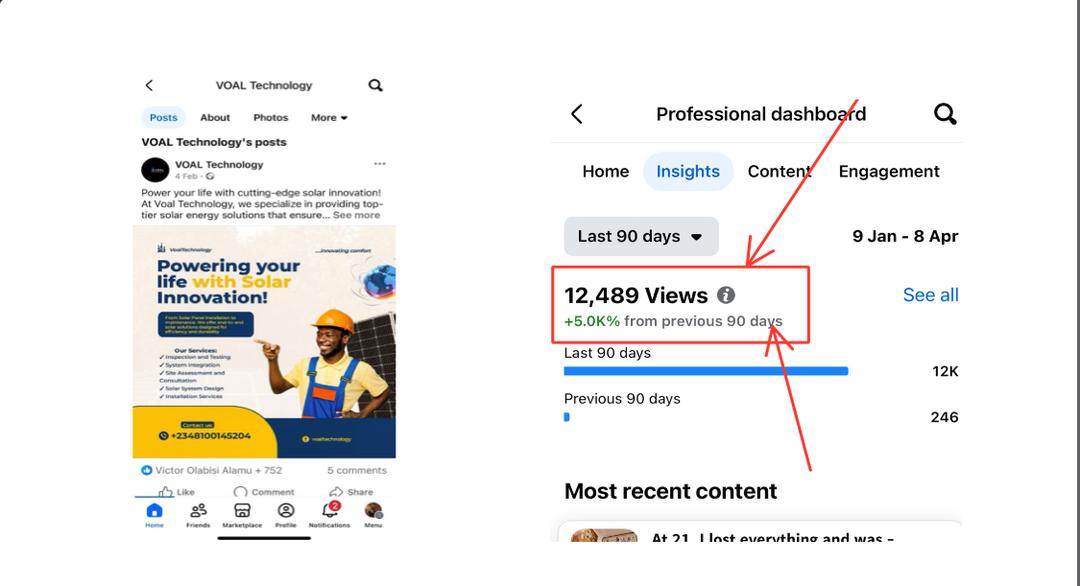 VOAL Technology
Posts
About
Photos
More
VOAL Technology's posts
VOAL Technology
4 Feb ·
Power your life with cutting-edge solar innovation!
At Voal Technology, we specialize in providing top-
tier solar energy solutions that ensure... See more
VoalTechnology
...innovating comfort
Powering your
life with Solar
Innovation!
From Solar Panel Installation to
maintenance. We offer end-to-end
solar solutions designed for
efficiency and durability
Our Services:
✓ Inspection and Testing
✓ System Integration
✓ Site Assessment and
Consultation
✓ Solar System Design
✓ Installation Services
Contact us
+2348100145204
voaltechnology
Victor Olabisi Alamu + 752
5 comments
Like
Comment
Share
2
Home
Friends
Marketplace
Profile
Notifications
Menu
Professional dashboard
Home
Insights
Content
Engagement
Last 90 days
9 Jan - 8 Apr
12,489 Views
See all
+5.0K% from previous 90 days
Last 90 days
12K
Previous 90 days
246
Most recent content
At 21, I lost everything and was –